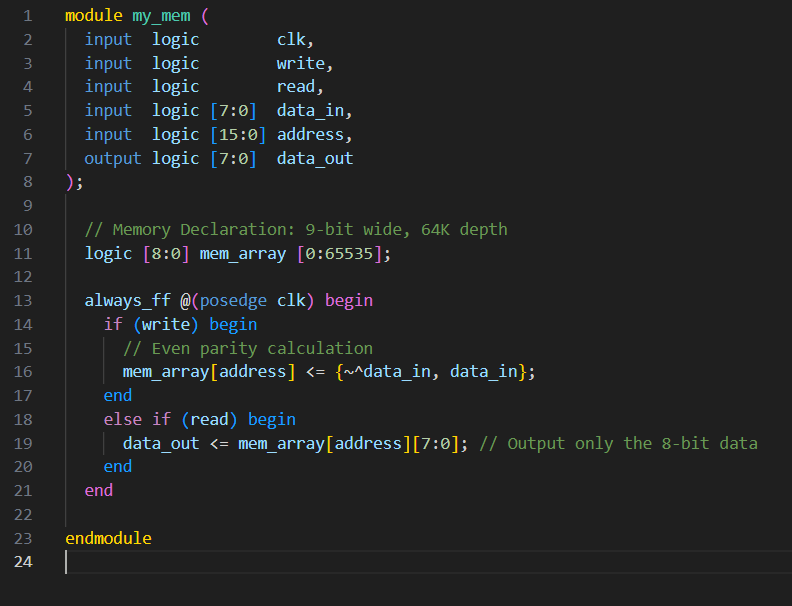 1 module my_mem (
2   input  logic        clk,
3   input  logic        write,
4   input  logic        read,
5   input  logic [7:0]  data_in,
6   input  logic [15:0] address,
7   output logic [7:0]  data_out
8 );
9
10   // Memory Declaration: 9-bit wide, 64K depth
11   logic [8:0] mem_array [0:65535];
12
13   always_ff @(posedge clk) begin
14     if (write) begin
15       // Even parity calculation
16       mem_array[address] <= {~^data_in, data_in};
17     end
18     else if (read) begin
19       data_out <= mem_array[address][7:0]; // Output only the 8-bit data
20     end
21   end
22
23 endmodule
24